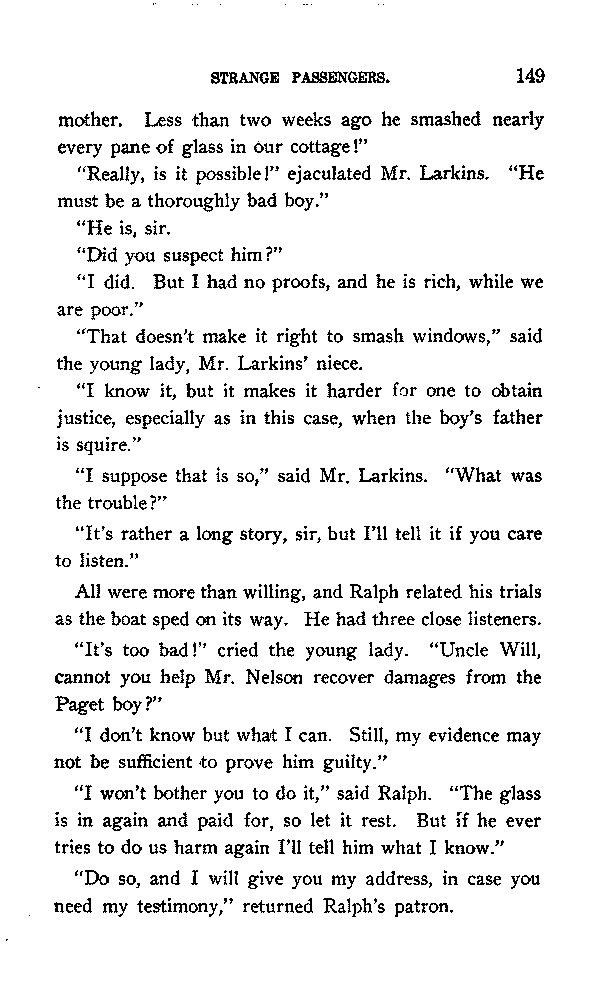 STRANGE PASSENGERS. 149
mother. Less than two weeks ago he smashed nearly
every pane of glass in our cottage!"
"Really, is it possible!" ejaculated Mr. Larkins. "He
must be a thoroughly bad boy."
"He is, sir.
"Did you suspect him?"
"I did. But I had no proofs, and he is rich, while we
are poor."
"That doesn't make it right to smash windows," said
the young lady, Mr. Larkins' niece.
"I know it, but it makes it harder for one to obtain
justice, especially as in this case, when the boy's father
is squire."
"I suppose that is so," said Mr. Larkins. "What was
the trouble?"
"It's rather a long story, sir, but I'll tell it if you care
to listen."
All were more than willing, and Ralph related his trials
as the boat sped on its way. He had three close listeners.
"It's too bad!" cried the young lady. "Uncle Will,
cannot you help Mr. Nelson recover damages from the
Paget boy?"
"I don't know but what I can. Still, my evidence may
not be sufficient to prove him guilty."
"I won't bother you to do it," said Ralph. "The glass
is in again and paid for, so let it rest. But if he ever
tries to do us harm again I'll tell him what I know."
"Do so, and I will give you my address, in case you
need my testimony," returned Ralph's patron.